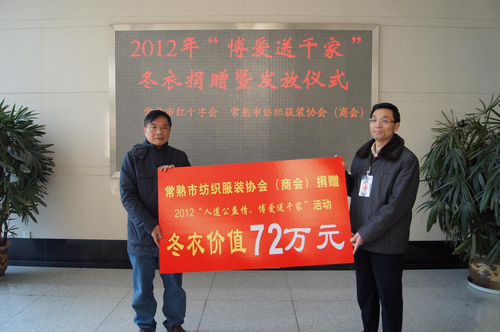 2012年“博爱送千家”
冬衣捐赠暨发放仪式
常熟市红十字会 常熟市纺织服装协会（商会）
常熟市纺织服装协会（商会）捐赠
2012“人道公益情，博爱送千家”活动
冬衣价值72万元